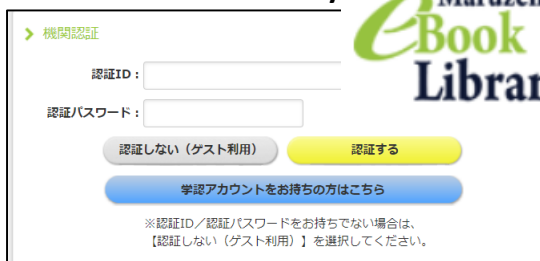 Maruzen
eBook
機関認証
Librar
認証ID：
認証パスワード：
認証しない（ゲスト利用）
認証する
学認アカウントをお持ちの方はこちら
※認証ID／認証パスワードをお持ちでない場合は、
【認証しない（ゲスト利用）】を選択してください。